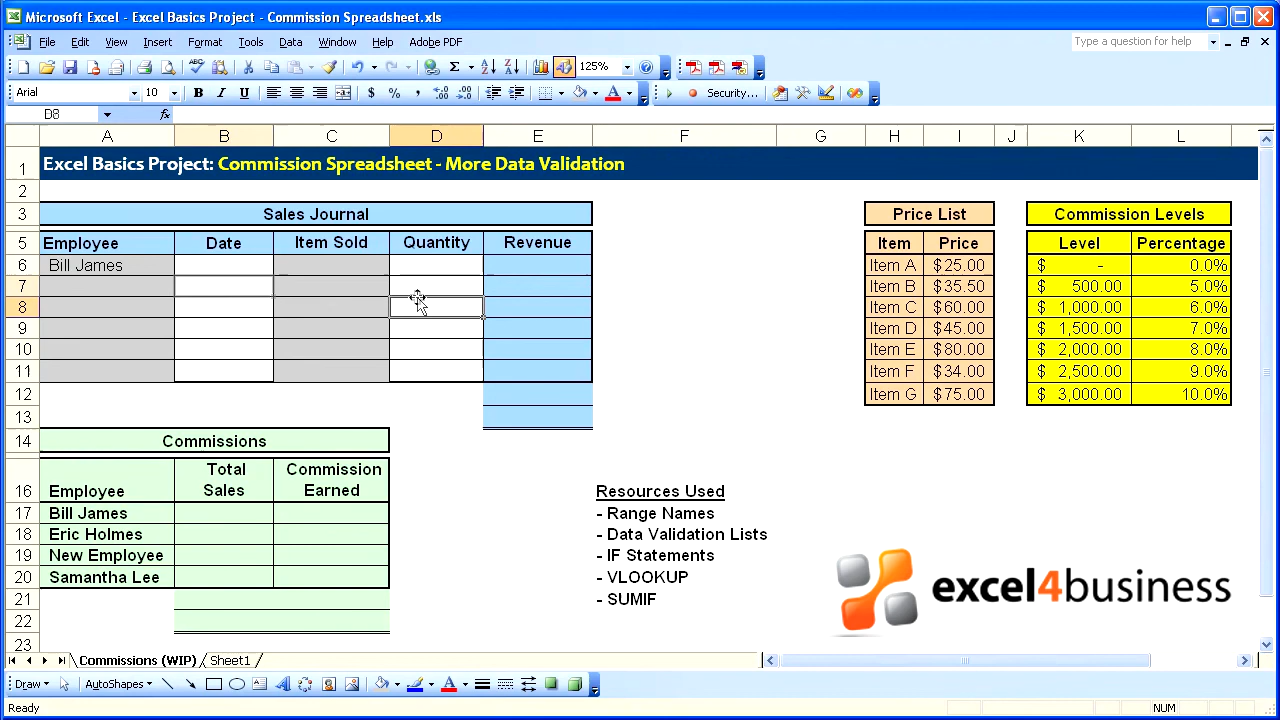 Microsoft Excel - Excel Basics Project - Commission Spreadsheet.xls
File Edit View Insert Format Tools Data Window Help Adobe PDF Type a question for help
125%
Arial 10 B I U $ % , Security...
D8 fx
A B C D E F G H I J K L
1 Excel Basics Project: Commission Spreadsheet - More Data Validation
2
3 Sales Journal Price List Commission Levels
5 Employee Date Item Sold Quantity Revenue Item Price Level Percentage
6 Bill James Item A $25.00 $ - 0.0%
7 Item B $35.50 $ 500.00 5.0%
8 Item C $60.00 $ 1,000.00 6.0%
9 Item D $45.00 $ 1,500.00 7.0%
10 Item E $80.00 $ 2,000.00 8.0%
11 Item F $34.00 $ 2,500.00 9.0%
12 Item G $75.00 $ 3,000.00 10.0%
13
14 Commissions
Total Commission
16 Employee Sales Earned Resources Used
17 Bill James - Range Names
18 Eric Holmes - Data Validation Lists
19 New Employee - IF Statements
20 Samantha Lee - VLOOKUP
21 - SUMIF
22
23
excel4business
Commissions (WIP) Sheet1
Draw AutoShapes
Ready NUM